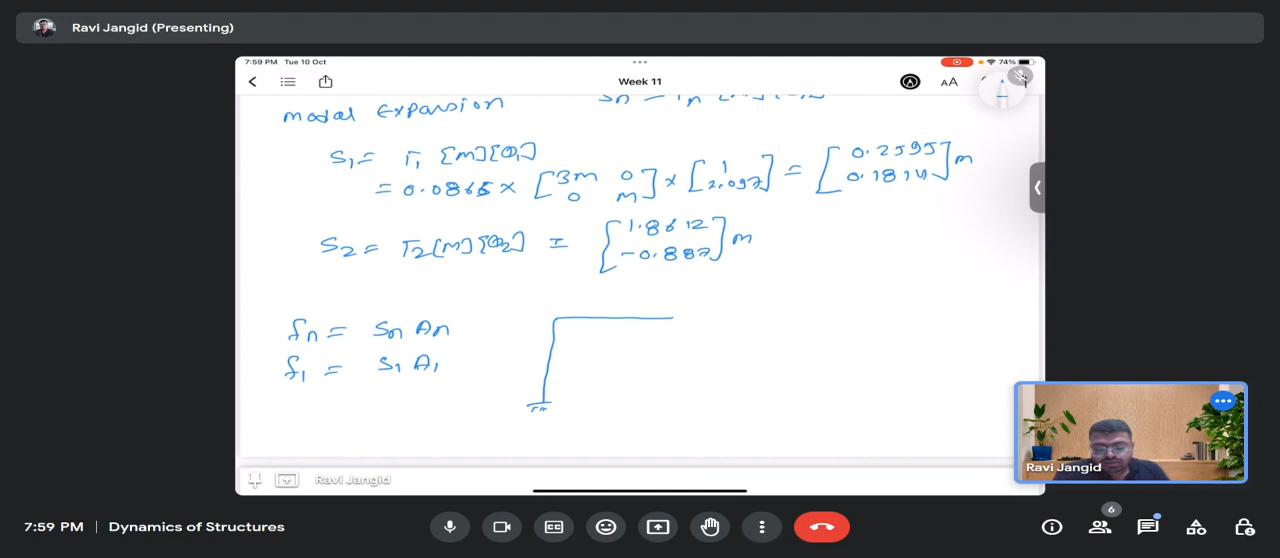 Ravi Jangid (Presenting)
7:59 PM Tue 10 Oct
74%
Week 11
AA
modal Expansion
S1 = Γ1 [M][Φ1]
= 0.0865 × [3m 0
0 m] × [1
2.097] = [0.2595
0.1814] m
S2 = Γ2 [M][Φ2] = [1.8612
-0.887] m
fn = Sn An
f1 = S1 A1
Ravi Jangid
Ravi Jangid
7:59 PM | Dynamics of Structures
CC
6